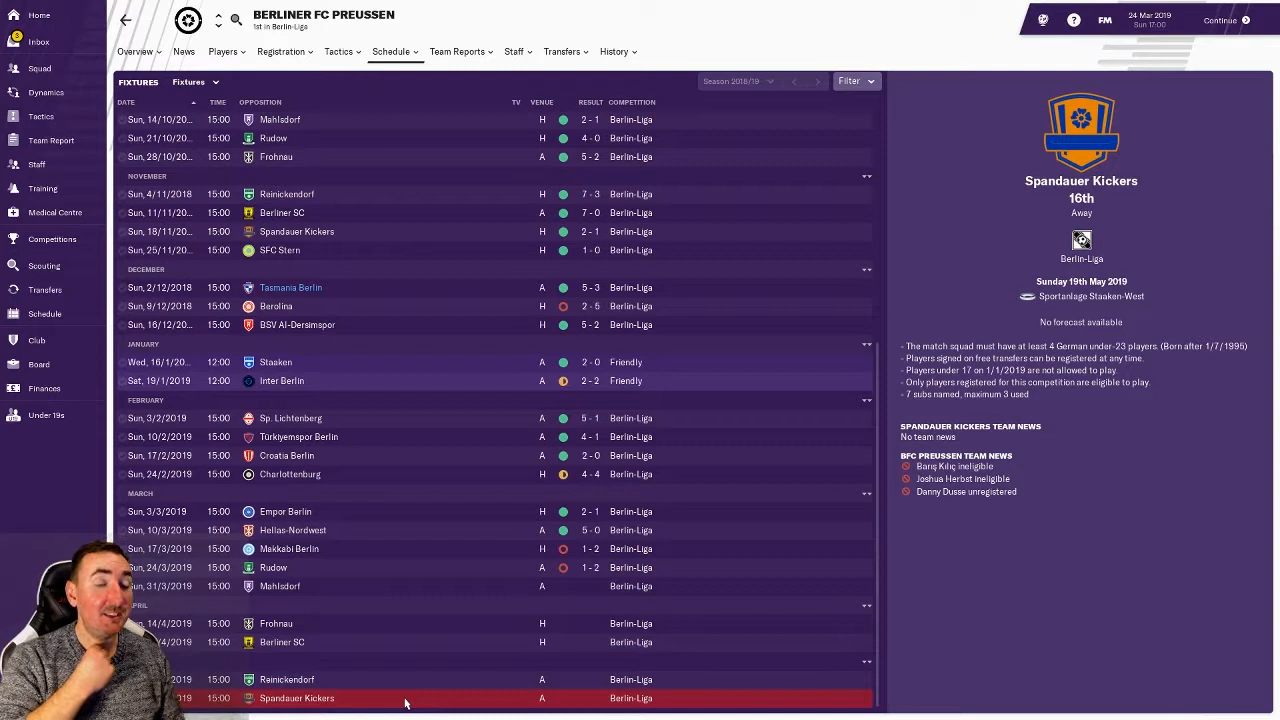 BERLINER FC PREUSSEN
1st in Berlin-Liga
24 Mar 2019
Sun 17:00
FM
Continue
Home
3
Inbox
Squad
Dynamics
Tactics
Team Report
Staff
Training
Medical Centre
Competitions
Scouting
Transfers
Schedule
Club
Board
Finances
Under 19s
Overview News Players Registration Tactics Schedule Team Reports Staff Transfers History
FIXTURES Fixtures Season 2018/19 Filter
DATE TIME OPPOSITION TV VENUE RESULT COMPETITION
Sun, 14/10/20... 15:00 Mahlsdorf H 2 - 1 Berlin-Liga
Sun, 21/10/20... 15:00 Rudow H 4 - 0 Berlin-Liga
Sun, 28/10/20... 15:00 Frohnau A 5 - 2 Berlin-Liga
NOVEMBER
Sun, 4/11/2018 15:00 Reinickendorf H 7 - 3 Berlin-Liga
Sun, 11/11/20... 15:00 Berliner SC A 7 - 0 Berlin-Liga
Sun, 18/11/20... 15:00 Spandauer Kickers H 2 - 1 Berlin-Liga
Sun, 25/11/20... 15:00 SFC Stern H 1 - 0 Berlin-Liga
DECEMBER
Sun, 2/12/2018 15:00 Tasmania Berlin A 5 - 3 Berlin-Liga
Sun, 9/12/2018 15:00 Berolina H 2 - 5 Berlin-Liga
Sun, 16/12/20... 15:00 BSV Al-Dersimspor A 5 - 2 Berlin-Liga
JANUARY
Wed, 16/1/20... 12:00 Staaken A 2 - 0 Friendly
Sat, 19/1/2019 12:00 Inter Berlin A 2 - 2 Friendly
FEBRUARY
Sun, 3/2/2019 15:00 Sp. Lichtenberg A 5 - 1 Berlin-Liga
Sun, 10/2/2019 15:00 Türkiyemspor Berlin A 4 - 1 Berlin-Liga
Sun, 17/2/2019 15:00 Croatia Berlin A 2 - 0 Berlin-Liga
Sun, 24/2/2019 15:00 Charlottenburg H 4 - 4 Berlin-Liga
MARCH
Sun, 3/3/2019 15:00 Empor Berlin H 2 - 1 Berlin-Liga
Sun, 10/3/2019 15:00 Hellas-Nordwest A 5 - 0 Berlin-Liga
Sun, 17/3/2019 15:00 Makkabi Berlin H 1 - 2 Berlin-Liga
Sun, 24/3/2019 15:00 Rudow A 1 - 2 Berlin-Liga
Sun, 31/3/2019 15:00 Mahlsdorf A Berlin-Liga
APRIL
14/4/2019 15:00 Frohnau H Berlin-Liga
/4/2019 15:00 Berliner SC H Berlin-Liga
2019 15:00 Reinickendorf A Berlin-Liga
2019 15:00 Spandauer Kickers A Berlin-Liga
Spandauer Kickers
16th
Away
Berlin-Liga
Sunday 19th May 2019
Sportanlage Staaken-West
No forecast available
- The match squad must have at least 4 German under-23 players. (Born after 1/7/1995)
- Players signed on free transfers can be registered at any time.
- Players under 17 on 1/1/2019 are not allowed to play.
- Only players registered for this competition are eligible to play.
- 7 subs named, maximum 3 used
SPANDAUER KICKERS TEAM NEWS
No team news
BFC PREUSSEN TEAM NEWS
Barış Kılıç ineligible
Joshua Herbst ineligible
Danny Dusse unregistered